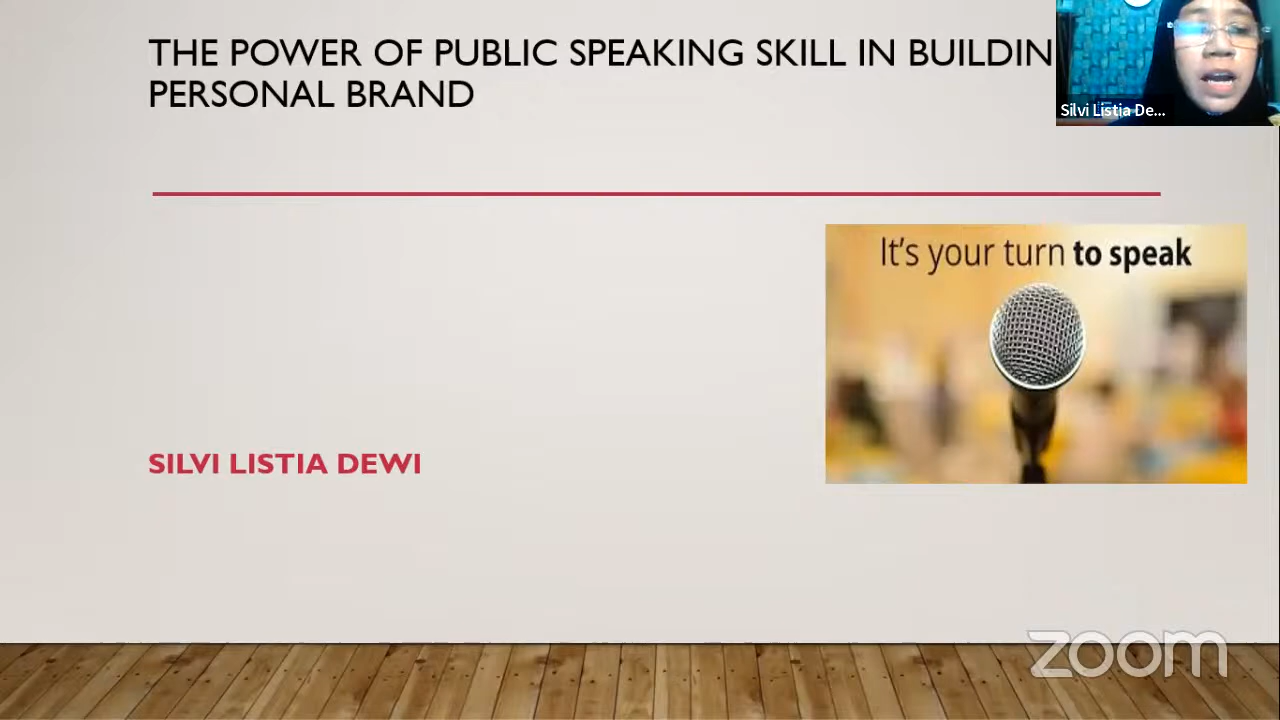 THE POWER OF PUBLIC SPEAKING SKILL IN BUILDIN
PERSONAL BRAND
Silvi Listia De...
It's your turn to speak
SILVI LISTIA DEWI
zoom